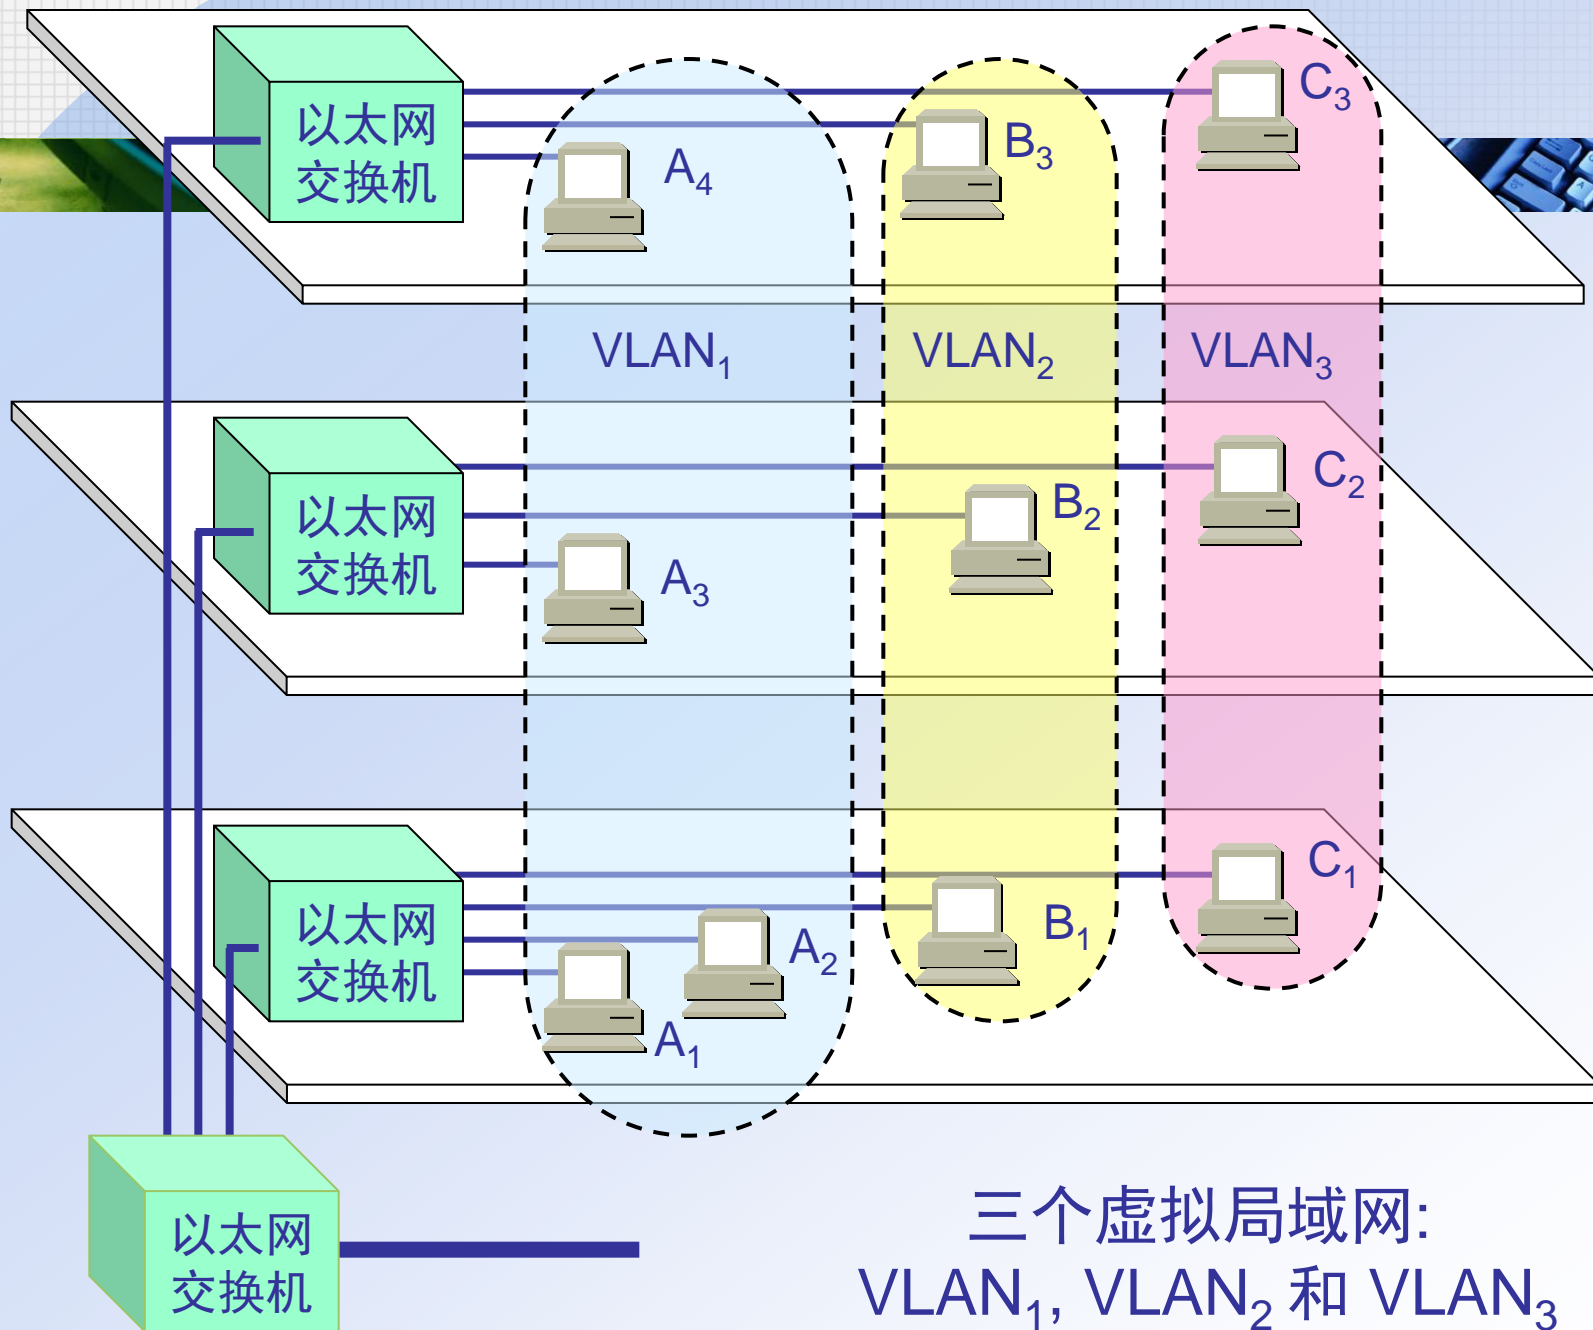 以太网
交换机
A₄
B₃
C₃
VLAN₁
VLAN₂
VLAN₃
以太网
交换机
A₃
B₂
C₂
以太网
交换机
A₁
A₂
B₁
C₁
以太网
交换机
三个虚拟局域网:
VLAN₁, VLAN₂ 和 VLAN₃